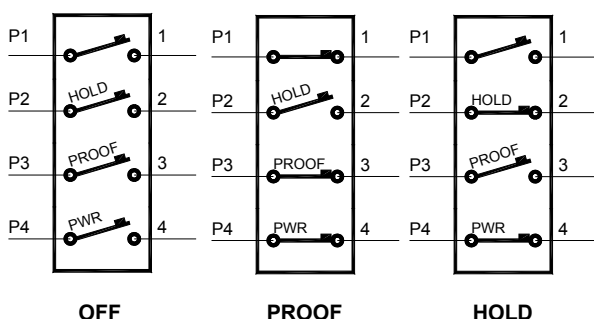 P1 1 P1 1 P1 1
P2 HOLD 2 P2 HOLD 2 P2 HOLD 2
P3 PROOF 3 P3 PROOF 3 P3 PROOF 3
P4 PWR 4 P4 PWR 4 P4 PWR 4
OFF PROOF HOLD